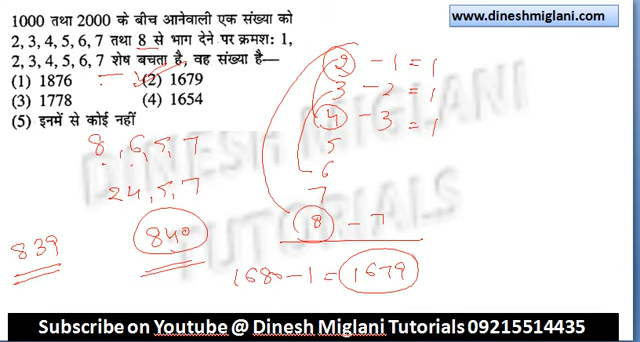 www.dineshmiglani.com
1000 तथा 2000 के बीच आनेवाली एक संख्या को
2, 3, 4, 5, 6, 7 तथा 8 से भाग देने पर क्रमशः 1,
2, 3, 4, 5, 6, 7 शेष बचता है, वह संख्या है—
(1) 1876 (2) 1679
(3) 1778 (4) 1654
(5) इनमें से कोई नहीं
2 - 1 = 1
3 - 2 = 1
4 - 3 = 1
5
6
7
8 - 7
1680 - 1 = 1679
8, 6, 5, 7
24, 5, 7
840
839
DINESH MIGLANI
TUTORIALS
Subscribe on Youtube @ Dinesh Miglani Tutorials 09215514435